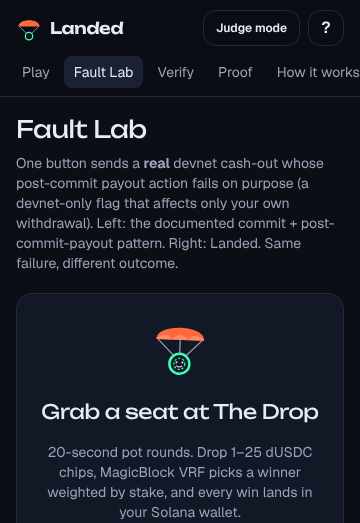 Landed
Judge mode
?
Play
Fault Lab
Verify
Proof
How it works
Fault Lab
One button sends a real devnet cash-out whose
post-commit payout action fails on purpose (a
devnet-only flag that affects only your own
withdrawal). Left: the documented commit + post-
commit-payout pattern. Right: Landed. Same
failure, different outcome.
Grab a seat at The Drop
20-second pot rounds. Drop 1–25 dUSDC
chips, MagicBlock VRF picks a winner
weighted by stake, and every win lands in
your Solana wallet.